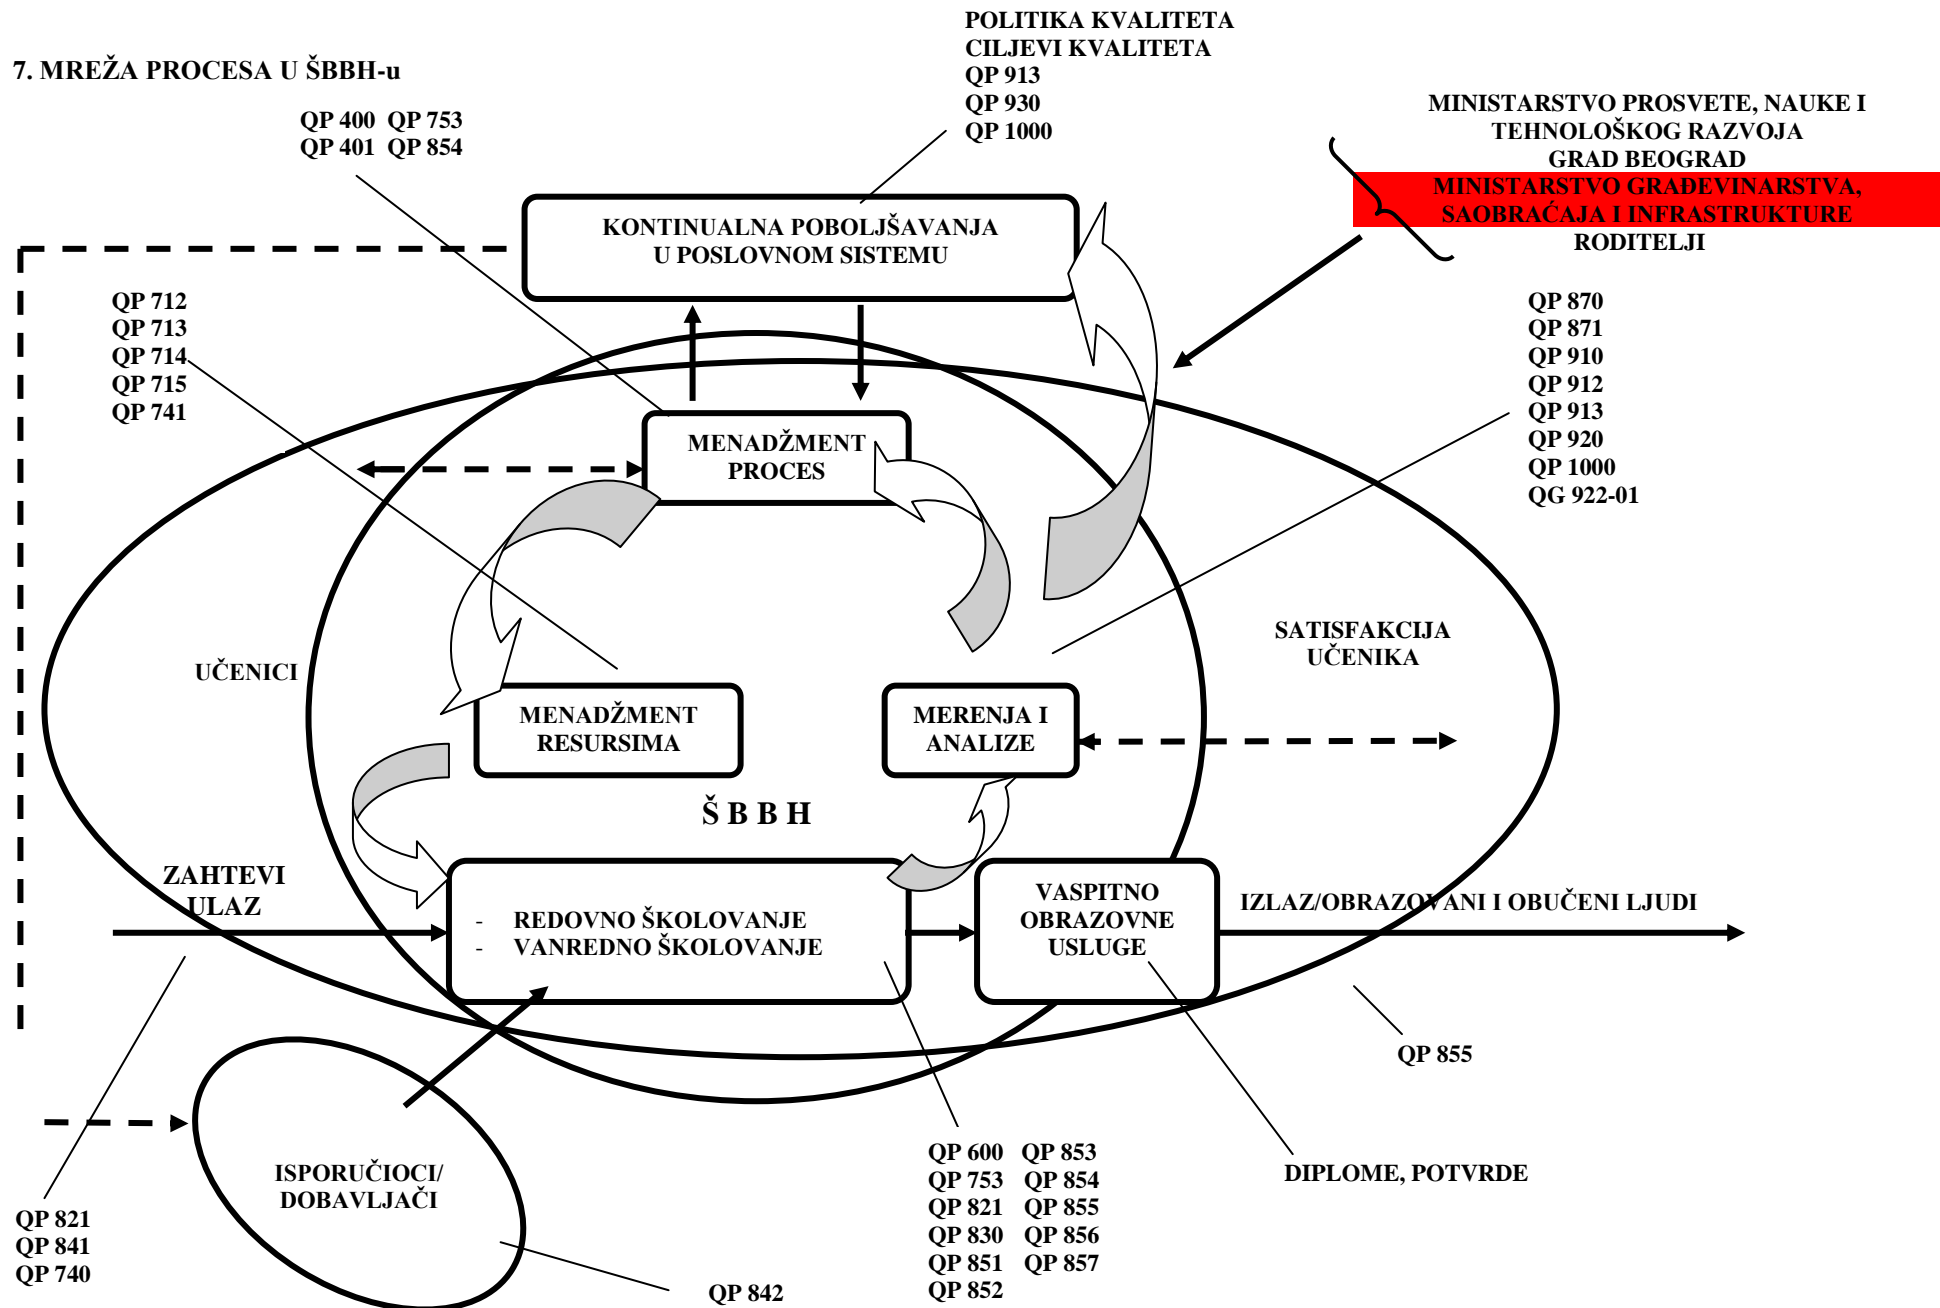 POLITIKA KVALITETA
CILJEVI KVALITETA
QP 913
QP 930
QP 1000
7. MREŽA PROCESA U ŠBBH-u
QP 400 QP 753
QP 401 QP 854
MINISTARSTVO PROSVETE, NAUKE I
TEHNOLOŠKOG RAZVOJA
GRAD BEOGRAD
MINISTARSTVO GRAĐEVINARSTVA,
SAOBRAĆAJA I INFRASTRUKTURE
RODITELJI
KONTINUALNA POBOLJŠAVANJA
U POSLOVNOM SISTEMU
QP 712
QP 713
QP 714
QP 715
QP 741
QP 870
QP 871
QP 910
QP 912
QP 913
QP 920
QP 1000
QG 922-01
MENADŽMENT
PROCES
UČENICI
SATISFAKCIJA
UČENIKA
MENADŽMENT
RESURSIMA
MERENJA I
ANALIZE
Š B B H
ZAHTEVI
ULAZ
- REDOVNO ŠKOLOVANJE
- VANREDNO ŠKOLOVANJE
VASPITNO
OBRAZOVNE
USLUGE
IZLAZ/OBRAZOVANI I OBUČENI LJUDI
QP 855
ISPORUČIOCI/
DOBAVLJAČI
QP 821
QP 841
QP 740
QP 842
QP 600 QP 853
QP 753 QP 854
QP 821 QP 855
QP 830 QP 856
QP 851 QP 857
QP 852
DIPLOME, POTVRDE